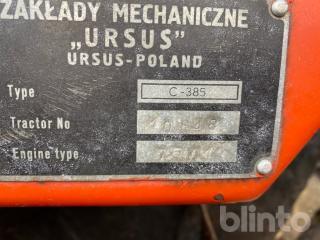 ZAKŁADY MECHANICZNE
„URSUS”
URSUS-POLAND
Type C-385
Tractor No
Engine type
blinto